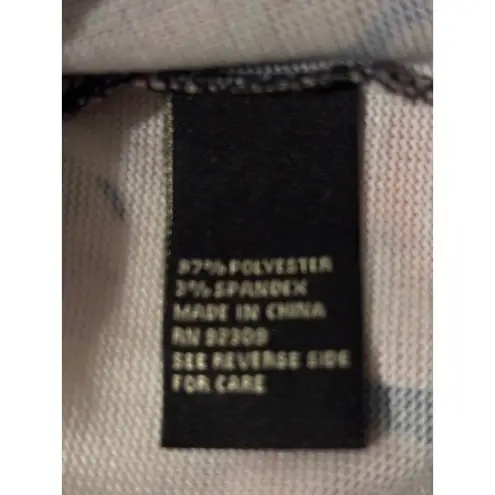 97% POLYESTER
3% SPANDEX
MADE IN CHINA
RN 92309
SEE REVERSE SIDE
FOR CARE